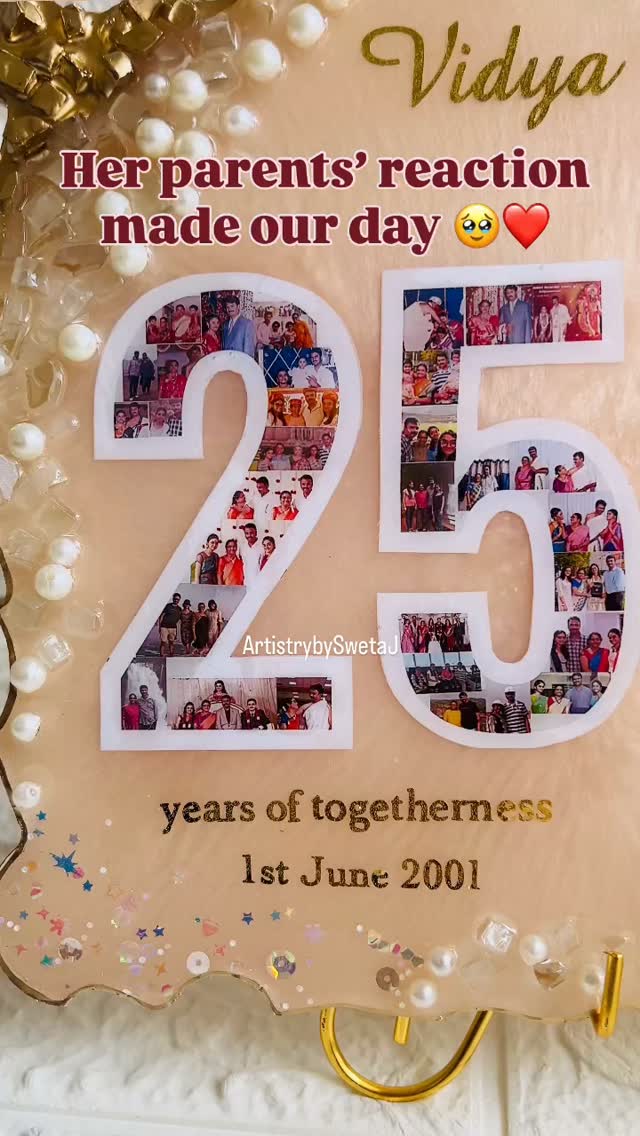 Vidya
Her parents’ reaction
made our day 🥹❤️
25
ArtistrybySwetaJ
years of togetherness
1st June 2001